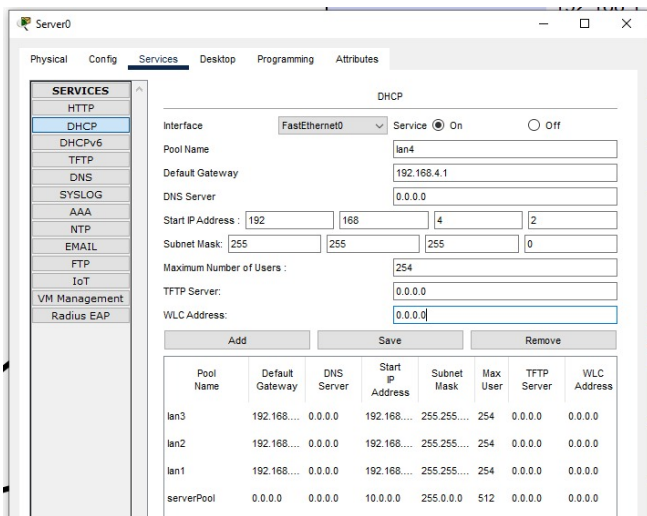 Server0
Physical Config Services Desktop Programming Attributes
SERVICES
HTTP
DHCP
DHCPv6
TFTP
DNS
SYSLOG
AAA
NTP
EMAIL
FTP
IoT
VM Management
Radius EAP
DHCP
Interface FastEthernet0 Service On Off
Pool Name lan4
Default Gateway 192.168.4.1
DNS Server 0.0.0.0
Start IP Address : 192 168 4 2
Subnet Mask: 255 255 255 0
Maximum Number of Users : 254
TFTP Server: 0.0.0.0
WLC Address: 0.0.0.0
Add Save Remove
Pool Name Default Gateway DNS Server Start IP Address Subnet Mask Max User TFTP Server WLC Address
lan3 192.168.... 0.0.0.0 192.168.... 255.255.... 254 0.0.0.0 0.0.0.0
lan2 192.168.... 0.0.0.0 192.168.... 255.255.... 254 0.0.0.0 0.0.0.0
lan1 192.168.... 0.0.0.0 192.168.... 255.255.... 254 0.0.0.0 0.0.0.0
serverPool 0.0.0.0 0.0.0.0 10.0.0.0 255.0.0.0 512 0.0.0.0 0.0.0.0